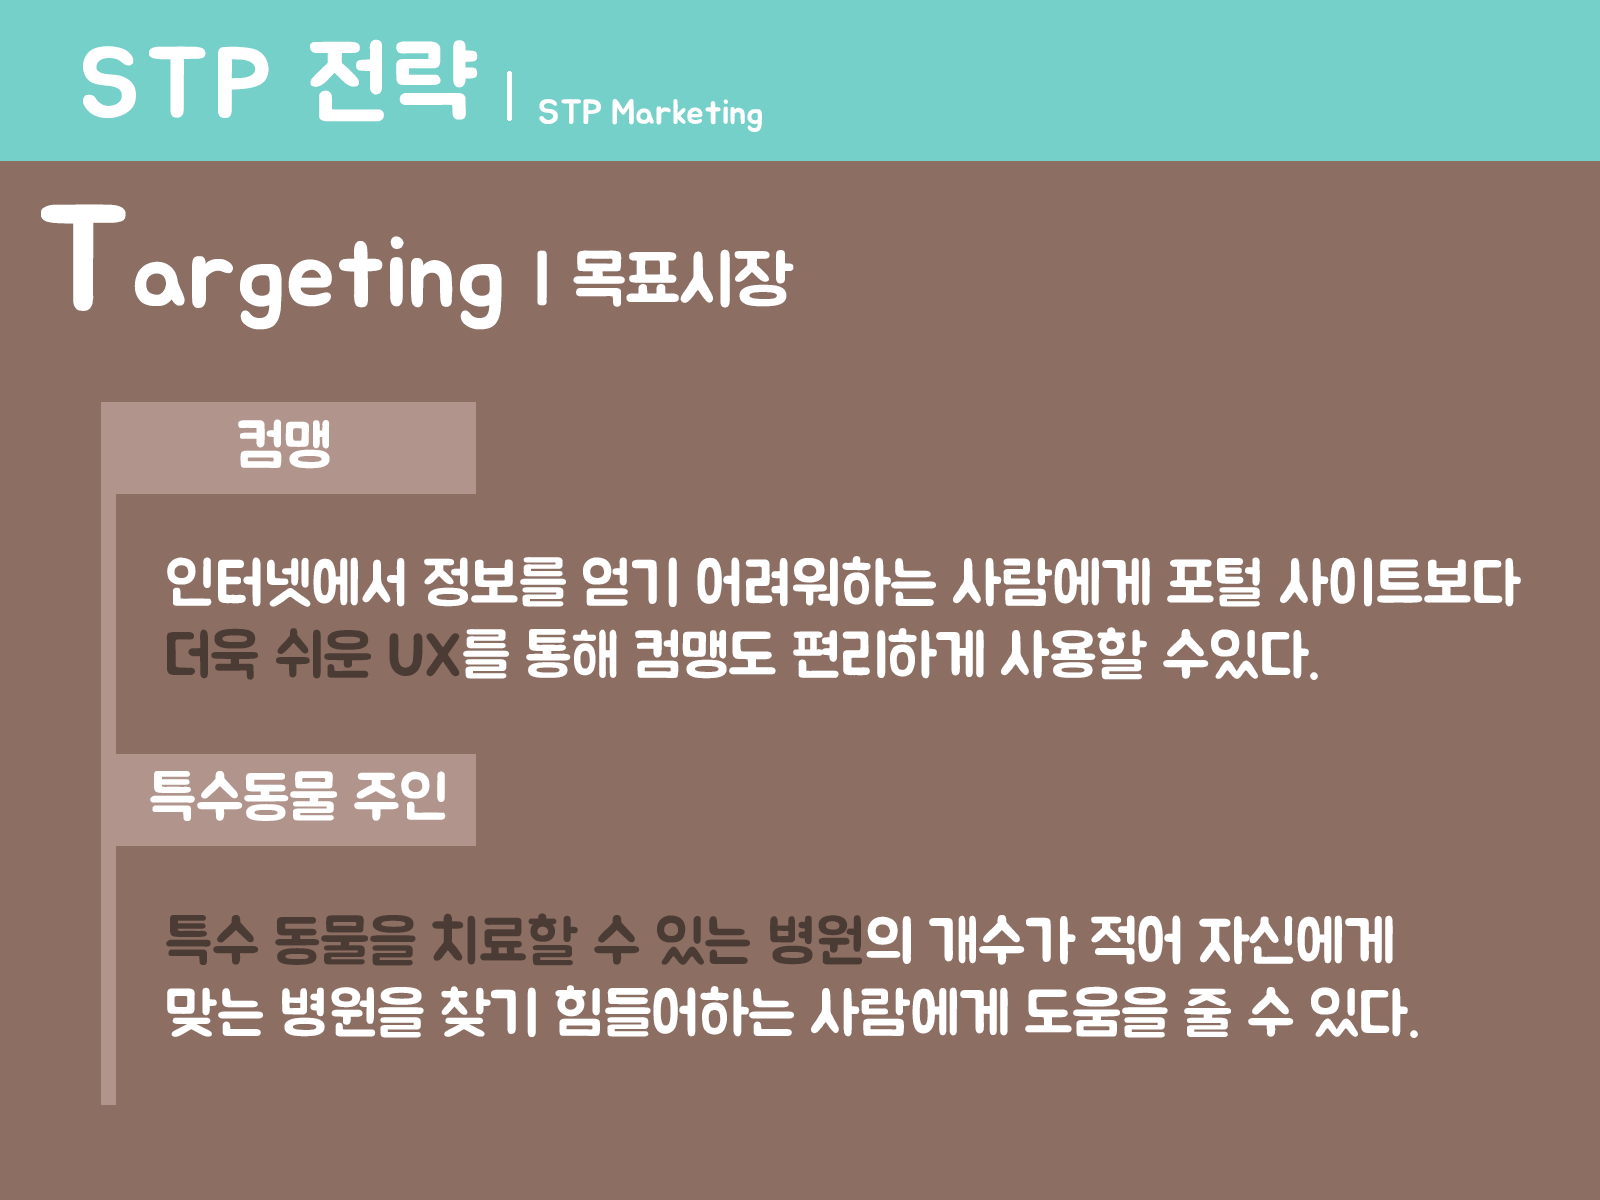 STP 전략 | STP Marketing
Targeting | 목표시장
컴맹
인터넷에서 정보를 얻기 어려워하는 사람에게 포털 사이트보다
더욱 쉬운 UX를 통해 컴맹도 편리하게 사용할 수있다.
특수동물 주인
특수 동물을 치료할 수 있는 병원의 개수가 적어 자신에게
맞는 병원을 찾기 힘들어하는 사람에게 도움을 줄 수 있다.